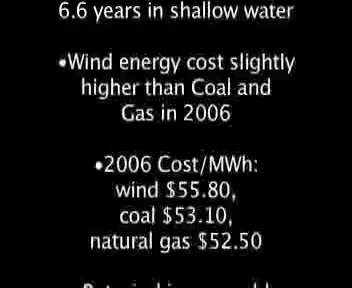 6.6 years in shallow water
•Wind energy cost slightly
higher than Coal and
Gas in 2006
•2006 Cost/MWh:
wind $55.80,
coal $53.10,
natural gas $52.50